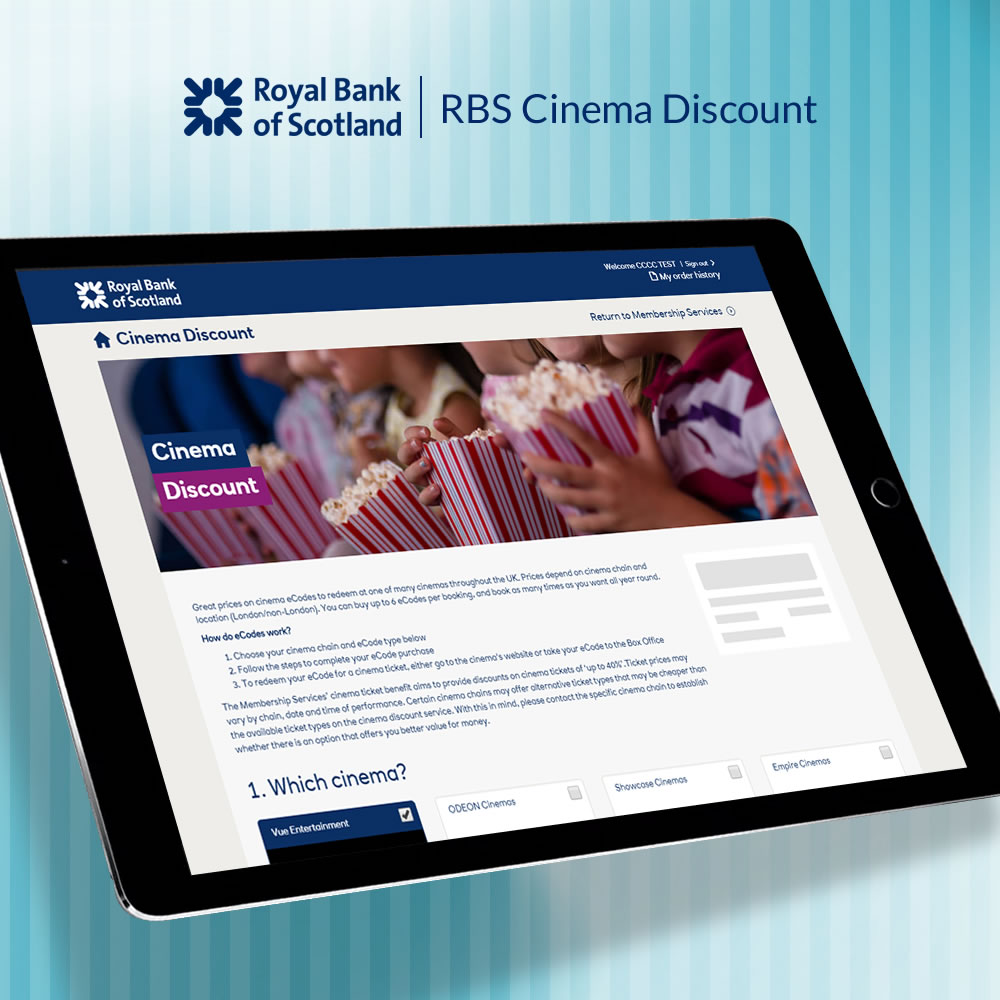 Royal Bank
of Scotland
RBS Cinema Discount
Royal Bank
of Scotland
Welcome CCCC TEST | Sign out >
My order history
Cinema Discount
Return to Membership Services
Cinema
Discount
Great prices on cinema eCodes to redeem at one of many cinemas throughout the UK. Prices depend on cinema chain and
location (London/non-London). You can buy up to 6 eCodes per booking, and book as many times as you want all year round.
How do eCodes work?
1. Choose your cinema chain and eCode type below
2. Follow the steps to complete your eCode purchase
3. To redeem your eCode for a cinema ticket, either go to the cinema's website or take your eCode to the Box Office
The Membership Services' cinema ticket benefit aims to provide discounts on cinema tickets of 'up to 40%'. Ticket prices may
vary by chain, date and time of performance. Certain cinema chains may offer alternative ticket types that may be cheaper than
the available ticket types on the cinema discount service. With this in mind, please contact the specific cinema chain to establish
whether there is an option that offers you better value for money.
1. Which cinema?
Vue Entertainment
ODEON Cinemas
Showcase Cinemas
Empire Cinemas